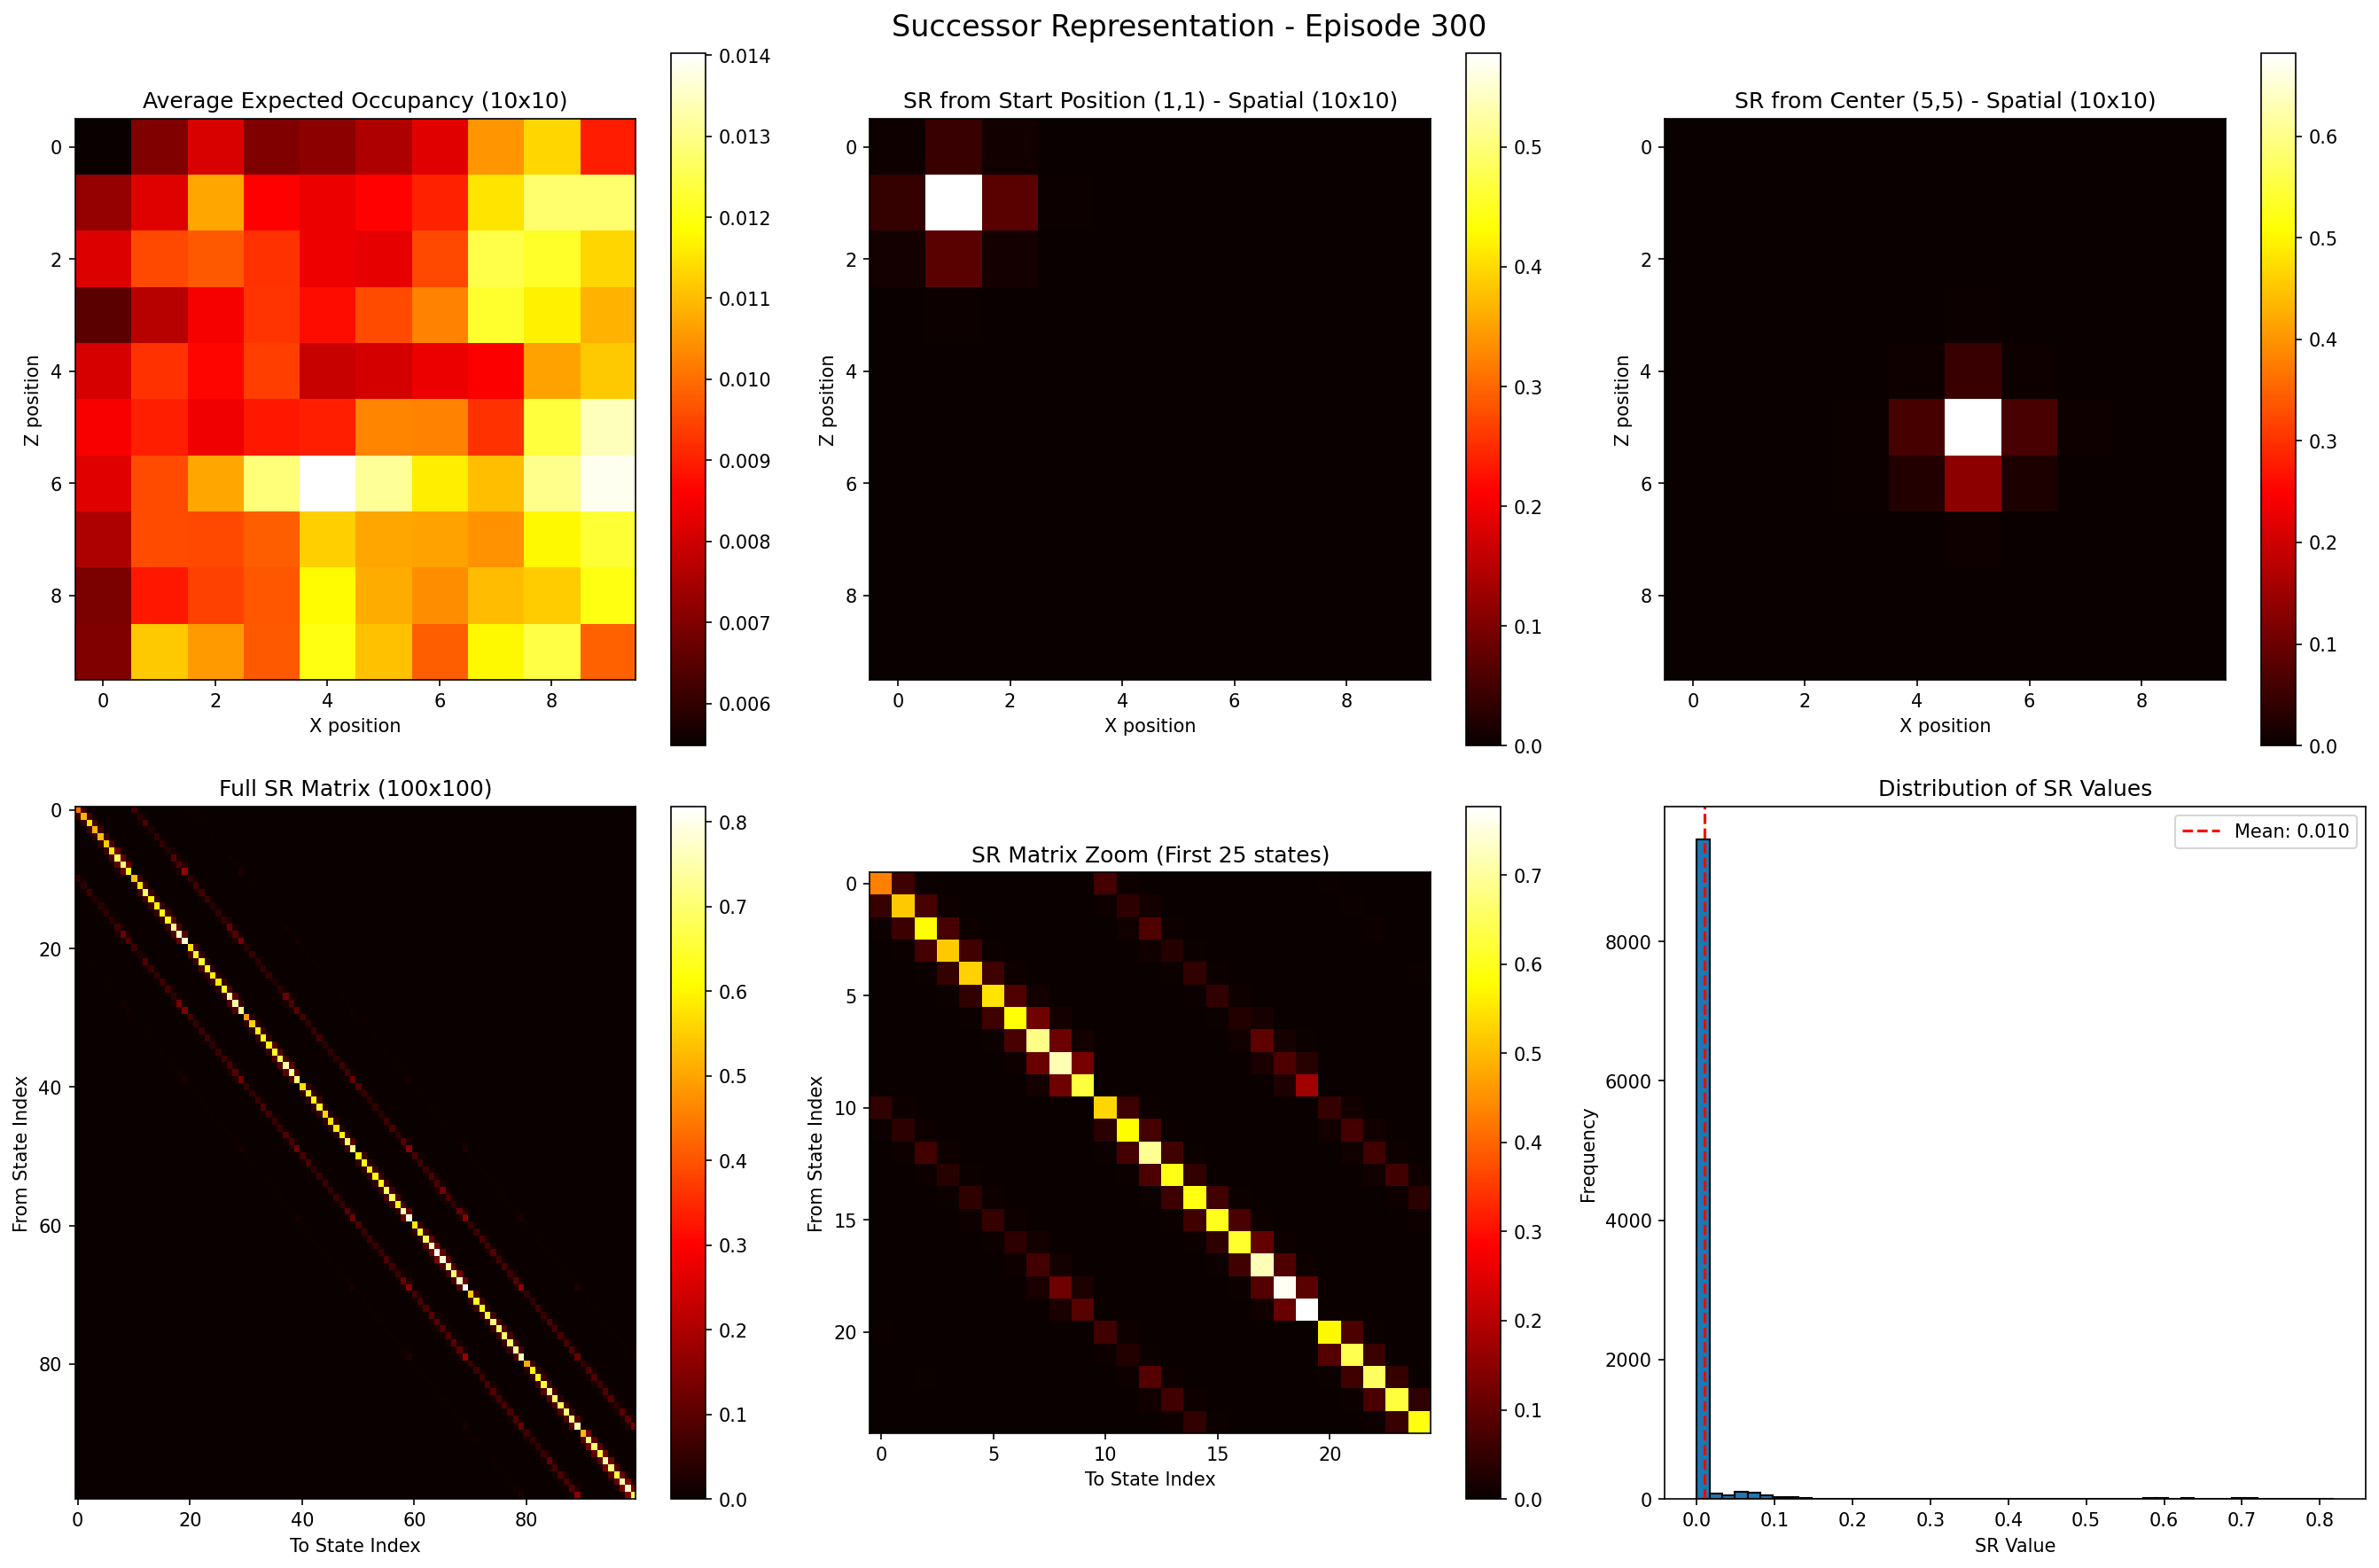 Successor Representation - Episode 300
Average Expected Occupancy (10x10)
Z position
0
2
4
6
8
0 2 4 6 8
X position
0.014
0.013
0.012
0.011
0.010
0.009
0.008
0.007
0.006
SR from Start Position (1,1) - Spatial (10x10)
Z position
0
2
4
6
8
0 2 4 6 8
X position
0.5
0.4
0.3
0.2
0.1
0.0
SR from Center (5,5) - Spatial (10x10)
Z position
0
2
4
6
8
0 2 4 6 8
X position
0.6
0.5
0.4
0.3
0.2
0.1
0.0
Full SR Matrix (100x100)
From State Index
0
20
40
60
80
0 20 40 60 80
To State Index
0.8
0.7
0.6
0.5
0.4
0.3
0.2
0.1
0.0
SR Matrix Zoom (First 25 states)
From State Index
0
5
10
15
20
0 5 10 15 20
To State Index
0.7
0.6
0.5
0.4
0.3
0.2
0.1
0.0
Distribution of SR Values
Mean: 0.010
Frequency
8000
6000
4000
2000
0
0.0 0.1 0.2 0.3 0.4 0.5 0.6 0.7 0.8
SR Value